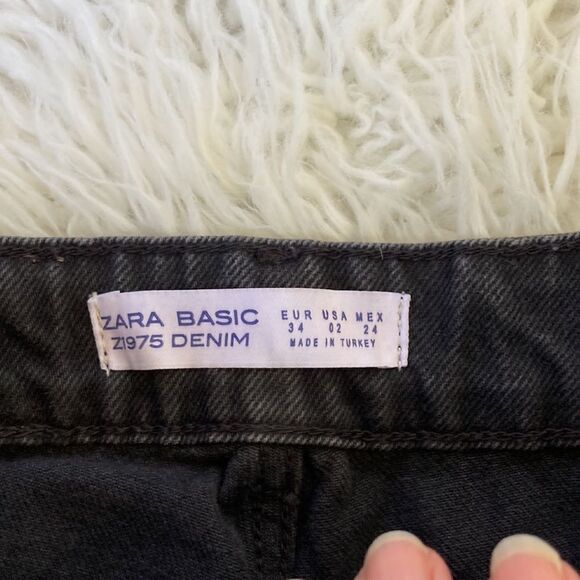 ZARA BASIC
Z1975 DENIM
EUR USA MEX
34 02 24
MADE IN TURKEY